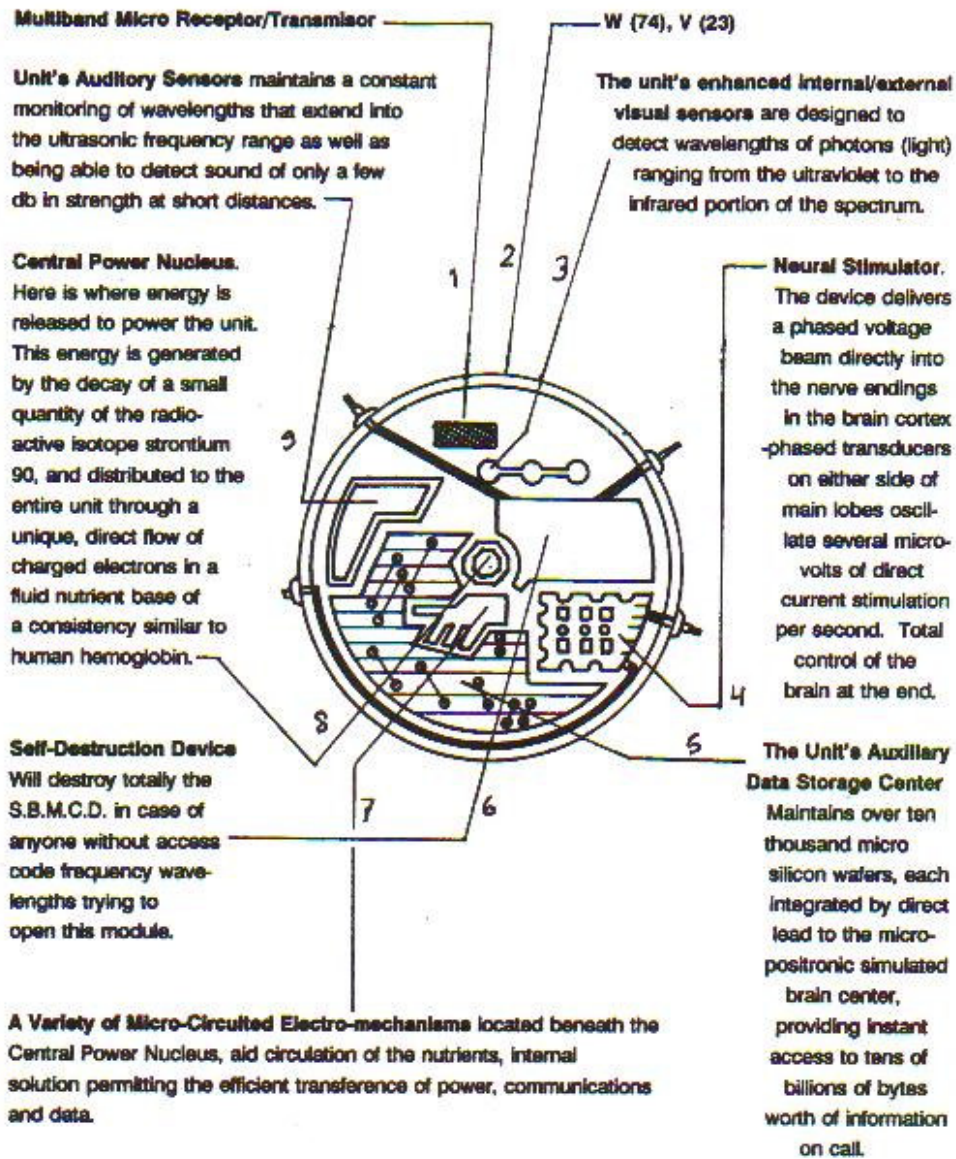 Multiband Micro Receptor/Transmisor
W (74), V (23)
Unit's Auditory Sensors maintains a constant
monitoring of wavelengths that extend into
the ultrasonic frequency range as well as
being able to detect sound of only a few
db in strength at short distances.
The unit's enhanced internal/external
visual sensors are designed to
detect wavelengths of photons (light)
ranging from the ultraviolet to the
infrared portion of the spectrum.
Central Power Nucleus.
Here is where energy is
released to power the unit.
This energy is generated
by the decay of a small
quantity of the radio-
active isotope strontium
90, and distributed to the
entire unit through a
unique, direct flow of
charged electrons in a
fluid nutrient base of
a consistency similar to
human hemoglobin.
1
2
3
9
Neural Stimulator.
The device delivers
a phased voltage
beam directly into
the nerve endings
in the brain cortex
-phased transducers
on either side of
main lobes oscil-
late several micro-
volts of direct
current stimulation
per second. Total
control of the
brain at the end.
4
8
5
7
6
Self-Destruction Device
Will destroy totally the
S.B.M.C.D. in case of
anyone without access
code frequency wave-
lengths trying to
open this module.
The Unit's Auxiliary
Data Storage Center
Maintains over ten
thousand micro
silicon wafers, each
integrated by direct
lead to the micro-
positronic simulated
brain center,
providing instant
access to tens of
billions of bytes
worth of information
on call.
A Variety of Micro-Circuited Electro-mechanisms located beneath the
Central Power Nucleus, aid circulation of the nutrients, internal
solution permitting the efficient transference of power, communications
and data.